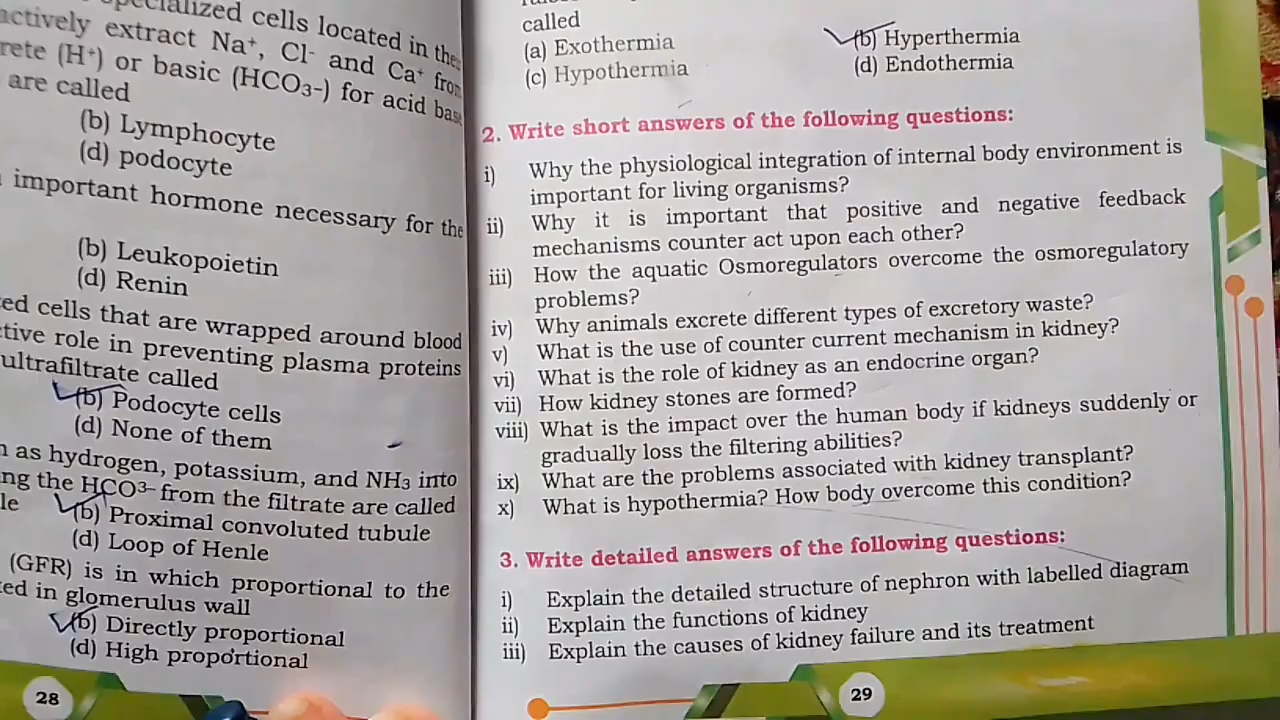 specialized cells located in the
actively extract Na⁺, Cl⁻ and Ca⁺ from
(H⁺) or basic (HCO₃-) for acid base
are called
(b) Lymphocyte
(d) podocyte
important hormone necessary for the
(b) Leukopoietin
(d) Renin
cells that are wrapped around blood
role in preventing plasma proteins
ultrafiltrate called
(b) Podocyte cells
(d) None of them
as hydrogen, potassium, and NH₃ into
the HCO³⁻ from the filtrate are called
(b) Proximal convoluted tubule
(d) Loop of Henle
(GFR) is in which proportional to the
in glomerulus wall
(b) Directly proportional
(d) High proportional
28
called
(a) Exothermia (b) Hyperthermia
(c) Hypothermia (d) Endothermia
2. Write short answers of the following questions:
i) Why the physiological integration of internal body environment is
important for living organisms?
ii) Why it is important that positive and negative feedback
mechanisms counter act upon each other?
iii) How the aquatic Osmoregulators overcome the osmoregulatory
problems?
iv) Why animals excrete different types of excretory waste?
v) What is the use of counter current mechanism in kidney?
vi) What is the role of kidney as an endocrine organ?
vii) How kidney stones are formed?
viii) What is the impact over the human body if kidneys suddenly or
gradually loss the filtering abilities?
ix) What are the problems associated with kidney transplant?
x) What is hypothermia? How body overcome this condition?
3. Write detailed answers of the following questions:
i) Explain the detailed structure of nephron with labelled diagram
ii) Explain the functions of kidney
iii) Explain the causes of kidney failure and its treatment
29